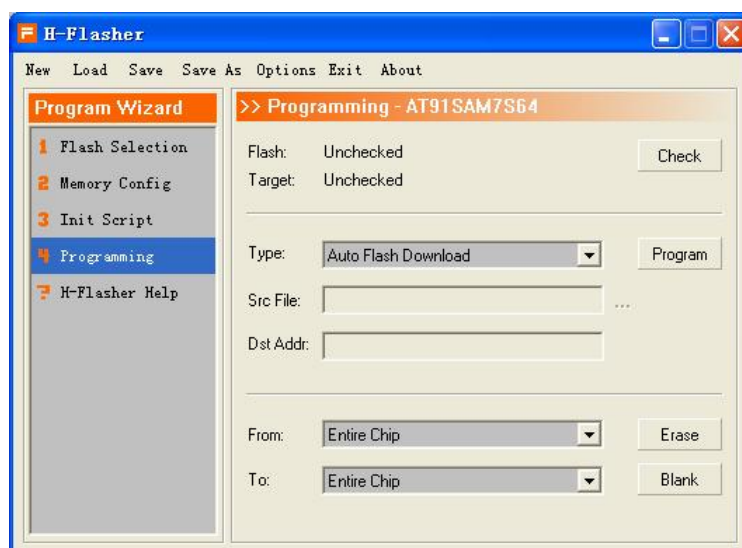 H-Flasher
New Load Save Save As Options Exit About
Program Wizard
1 Flash Selection
2 Memory Config
3 Init Script
4 Programming
? H-Flasher Help
>> Programming - AT91SAM7S64
Flash: Unchecked
Check
Target: Unchecked
Type: Auto Flash Download
Program
Src File:
...
Dst Addr:
From: Entire Chip
Erase
To: Entire Chip
Blank